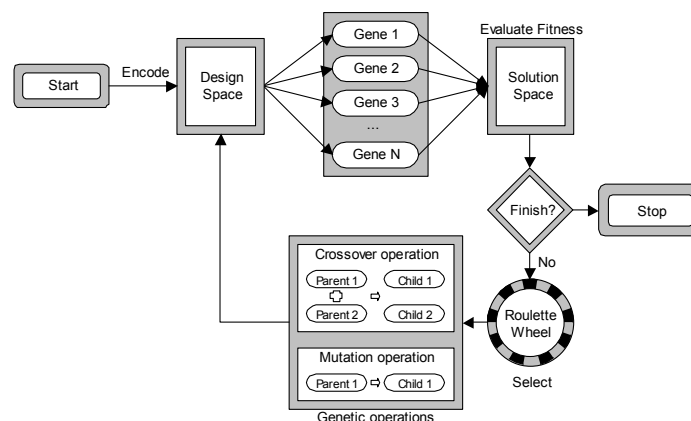 Start
Encode
Design
Space
Gene 1
Gene 2
Gene 3
...
Gene N
Evaluate Fitness
Solution
Space
Finish?
Stop
No
Roulette
Wheel
Select
Crossover operation
Parent 1
Child 1
Parent 2
Child 2
Mutation operation
Parent 1
Child 1
Genetic operations